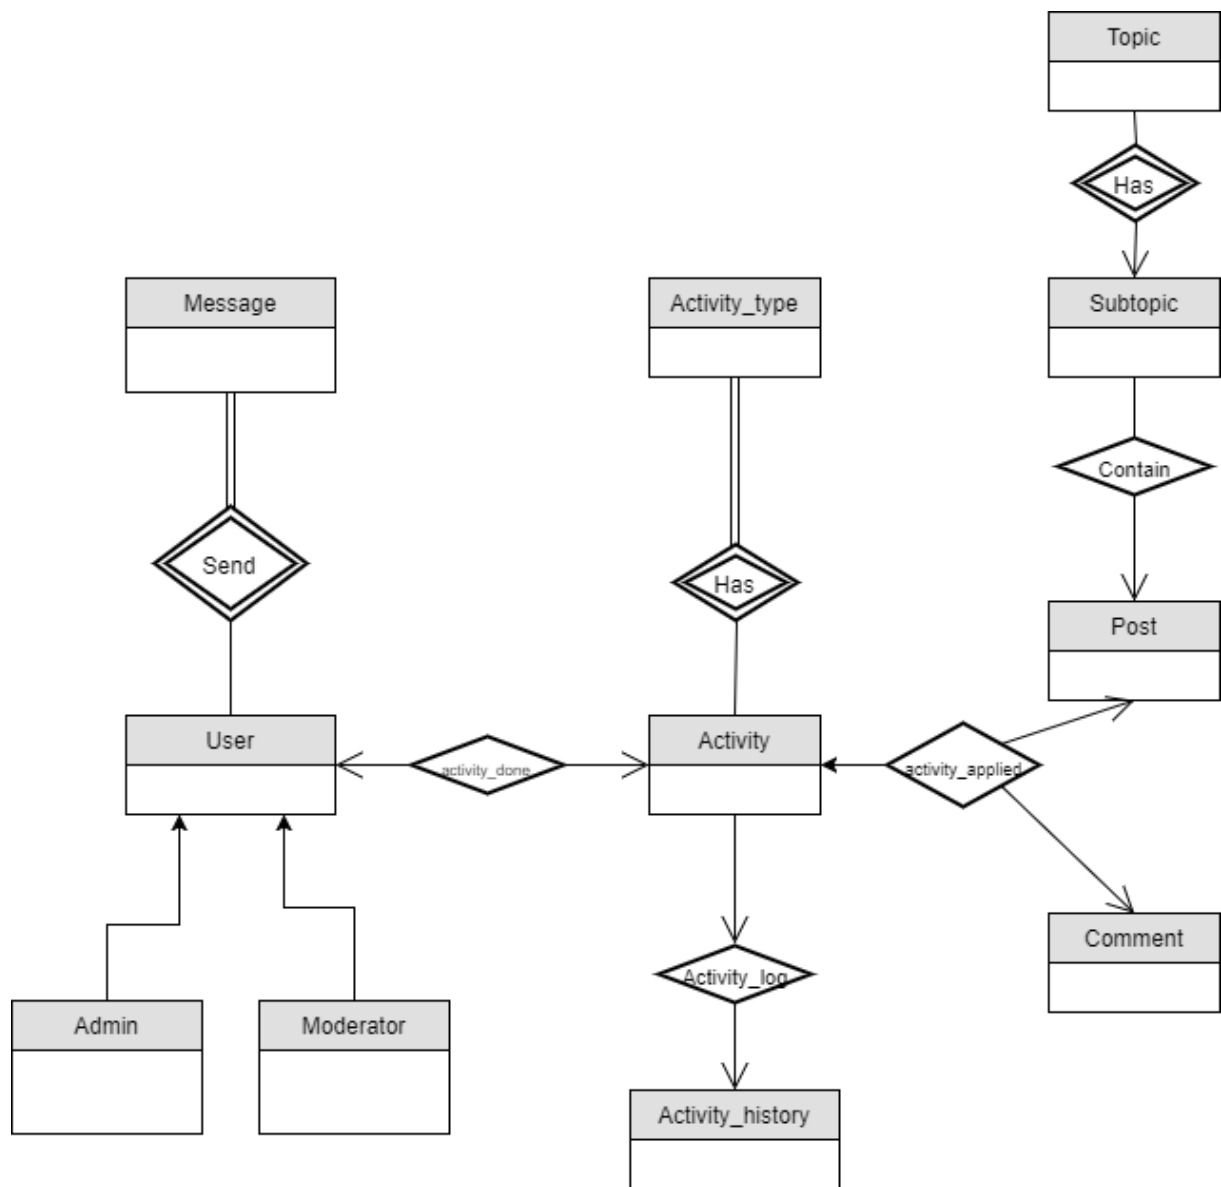 Topic
Has
Message
Activity_type
Subtopic
Contain
Send
Has
Post
User
Activity
activity_done
activity_applied
Comment
Activity_log
Admin
Moderator
Activity_history